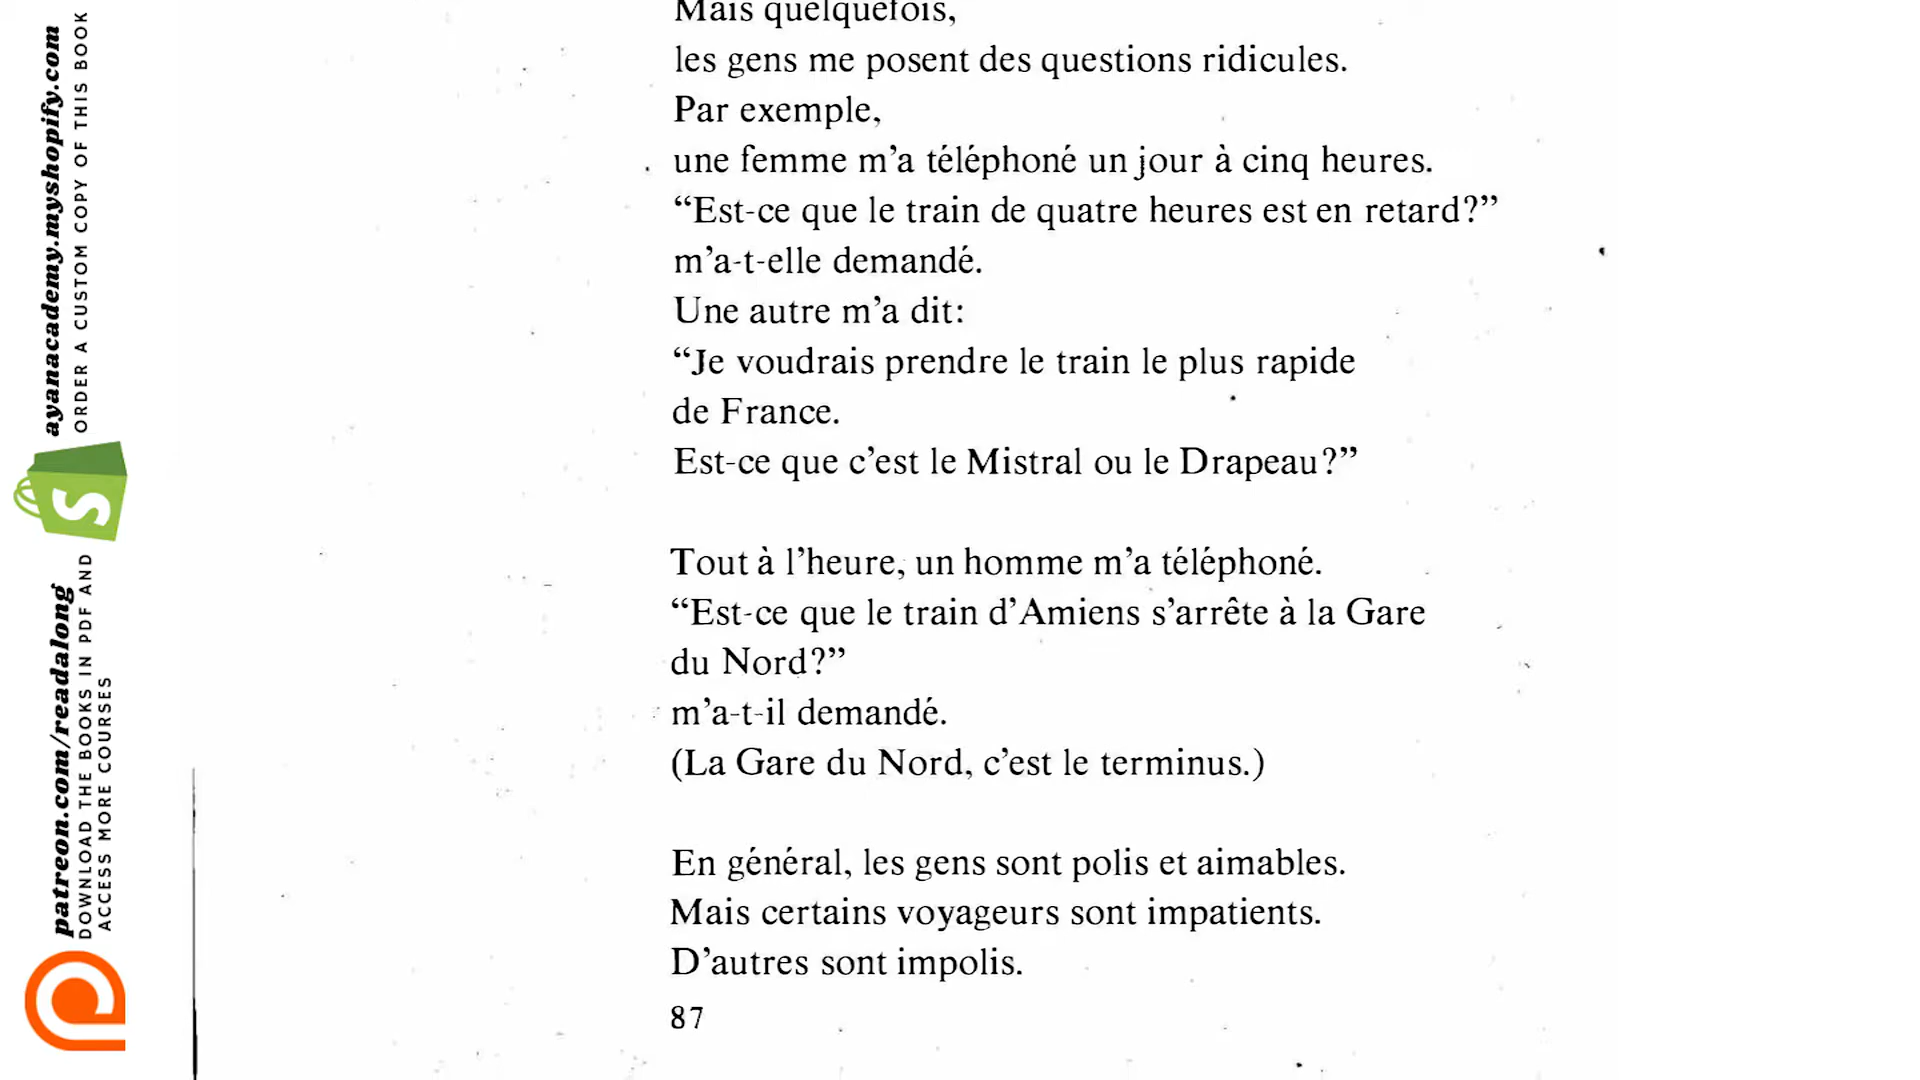 Mais quelquefois,
les gens me posent des questions ridicules.
Par exemple,
une femme m’a téléphoné un jour à cinq heures.
“Est-ce que le train de quatre heures est en retard?”
m’a-t-elle demandé.
Une autre m’a dit:
“Je voudrais prendre le train le plus rapide
de France.
Est-ce que c’est le Mistral ou le Drapeau?”
Tout à l’heure, un homme m’a téléphoné.
“Est-ce que le train d’Amiens s’arrête à la Gare
du Nord?”
m’a-t-il demandé.
(La Gare du Nord, c’est le terminus.)
En général, les gens sont polis et aimables.
Mais certains voyageurs sont impatients.
D’autres sont impolis.
87
ayanacademy.myshopify.com
ORDER A CUSTOM COPY OF THIS BOOK
patreon.com/readalong
DOWNLOAD THE BOOKS IN PDF AND
ACCESS MORE COURSES